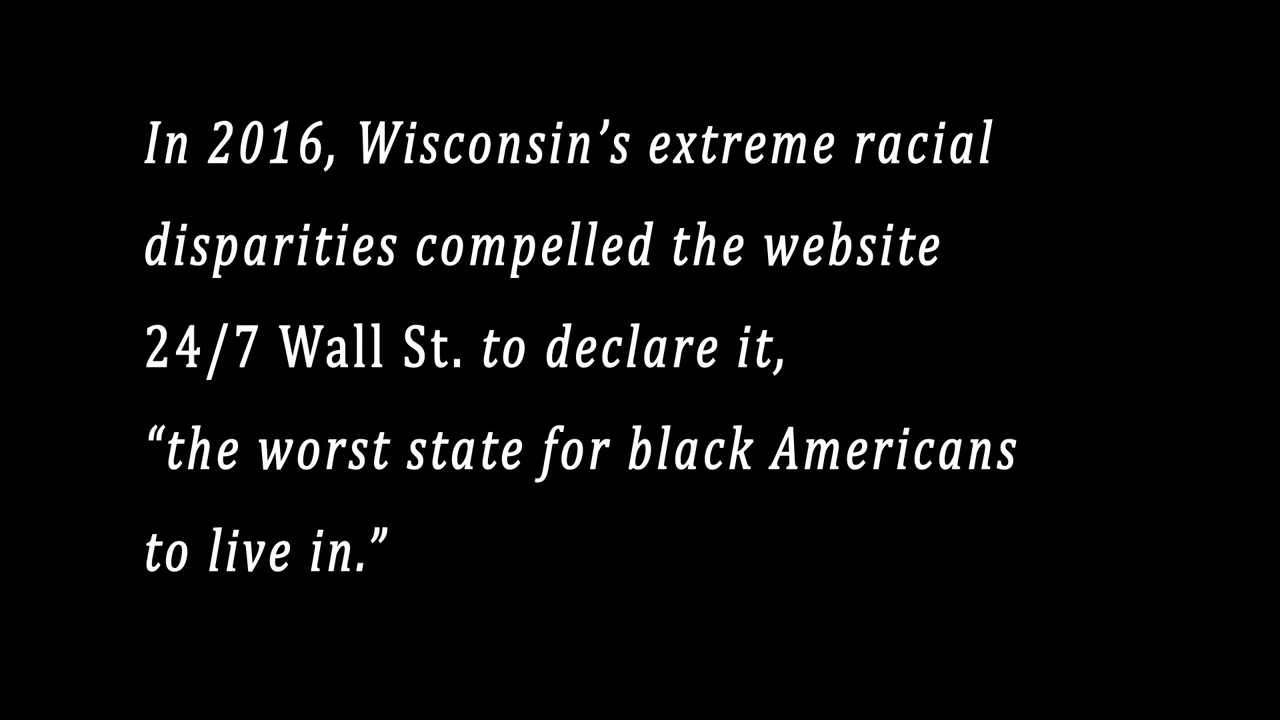 In 2016, Wisconsin’s extreme racial
disparities compelled the website
24/7 Wall St. to declare it,
“the worst state for black Americans
to live in.”